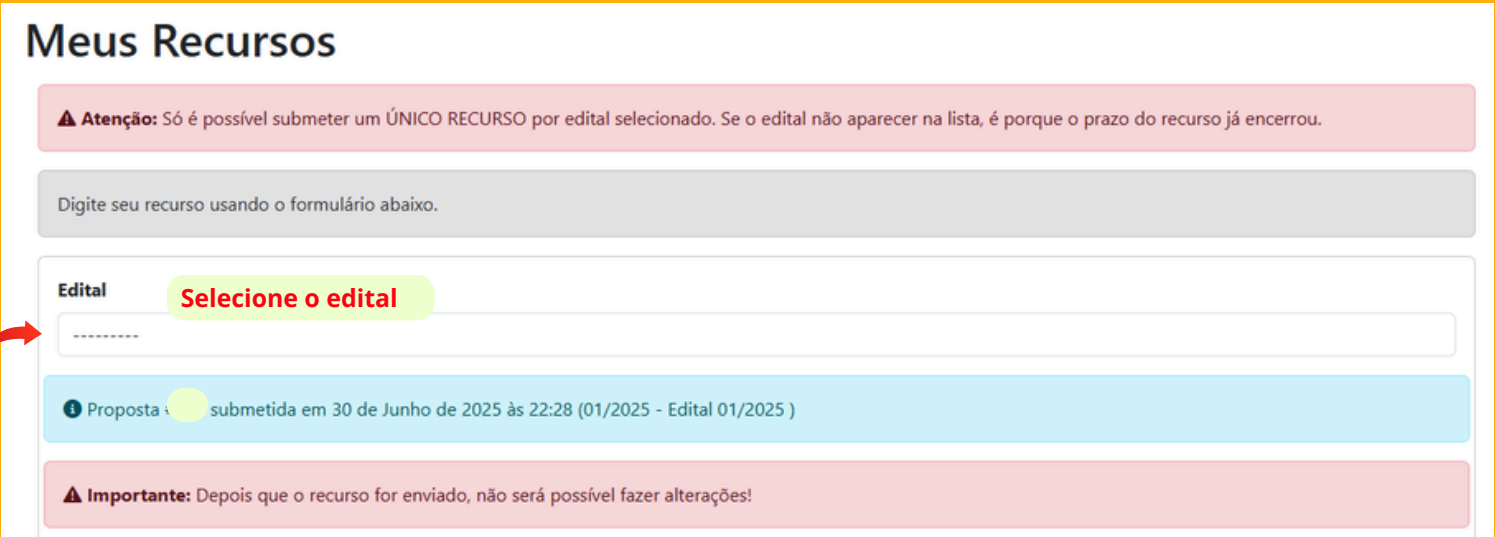 Meus Recursos
Atenção: Só é possível submeter um ÚNICO RECURSO por edital selecionado. Se o edital não aparecer na lista, é porque o prazo do recurso já encerrou.
Digite seu recurso usando o formulário abaixo.
Edital
Selecione o edital
---------
Proposta submetida em 30 de Junho de 2025 às 22:28 (01/2025 - Edital 01/2025 )
Importante: Depois que o recurso for enviado, não será possível fazer alterações!